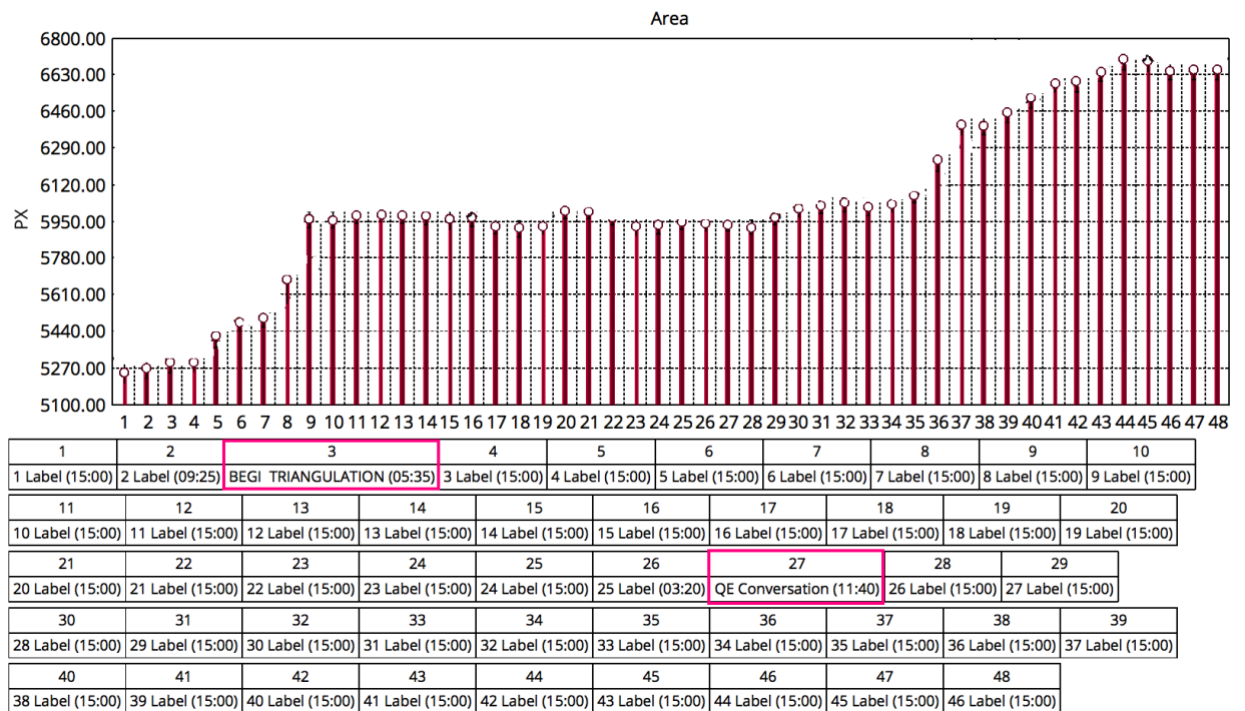 Area
6800.00
6630.00
6460.00
6290.00
6120.00
5950.00
5780.00
5610.00
5440.00
5270.00
5100.00
PX
1 2 3 4 5 6 7 8 9 10 11 12 13 14 15 16 17 18 19 20 21 22 23 24 25 26 27 28 29 30 31 32 33 34 35 36 37 38 39 40 41 42 43 44 45 46 47 48
1 2 3 4 5 6 7 8 9 10
1 Label (15:00) 2 Label (09:25) BEGI TRIANGULATION (05:35) 3 Label (15:00) 4 Label (15:00) 5 Label (15:00) 6 Label (15:00) 7 Label (15:00) 8 Label (15:00) 9 Label (15:00)
11 12 13 14 15 16 17 18 19 20
10 Label (15:00) 11 Label (15:00) 12 Label (15:00) 13 Label (15:00) 14 Label (15:00) 15 Label (15:00) 16 Label (15:00) 17 Label (15:00) 18 Label (15:00) 19 Label (15:00)
21 22 23 24 25 26 27 28 29
20 Label (15:00) 21 Label (15:00) 22 Label (15:00) 23 Label (15:00) 24 Label (15:00) 25 Label (03:20) QE Conversation (11:40) 26 Label (15:00) 27 Label (15:00)
30 31 32 33 34 35 36 37 38 39
28 Label (15:00) 29 Label (15:00) 30 Label (15:00) 31 Label (15:00) 32 Label (15:00) 33 Label (15:00) 34 Label (15:00) 35 Label (15:00) 36 Label (15:00) 37 Label (15:00)
40 41 42 43 44 45 46 47 48
38 Label (15:00) 39 Label (15:00) 40 Label (15:00) 41 Label (15:00) 42 Label (15:00) 43 Label (15:00) 44 Label (15:00) 45 Label (15:00) 46 Label (15:00)